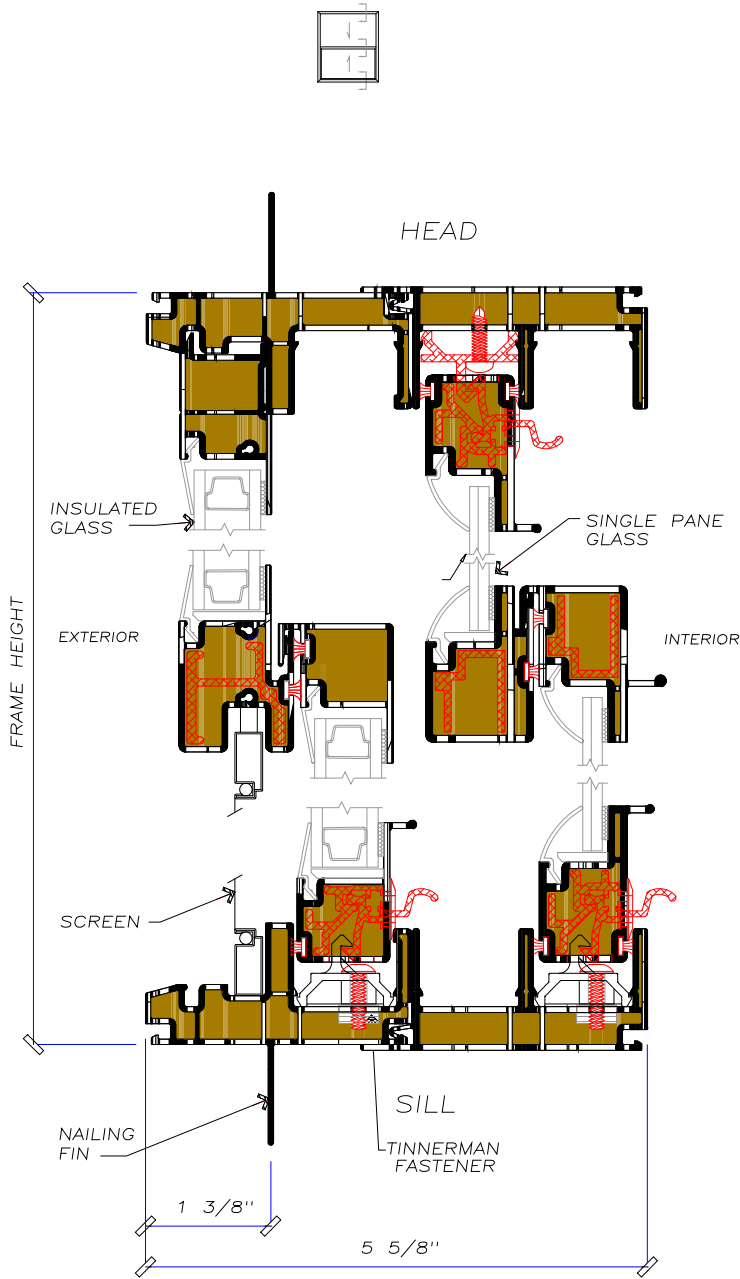 HEAD
INSULATED
GLASS
SINGLE PANE
GLASS
FRAME HEIGHT
EXTERIOR
INTERIOR
SCREEN
SILL
NAILING
FIN
TINNERMAN
FASTENER
1 3/8"
5 5/8"